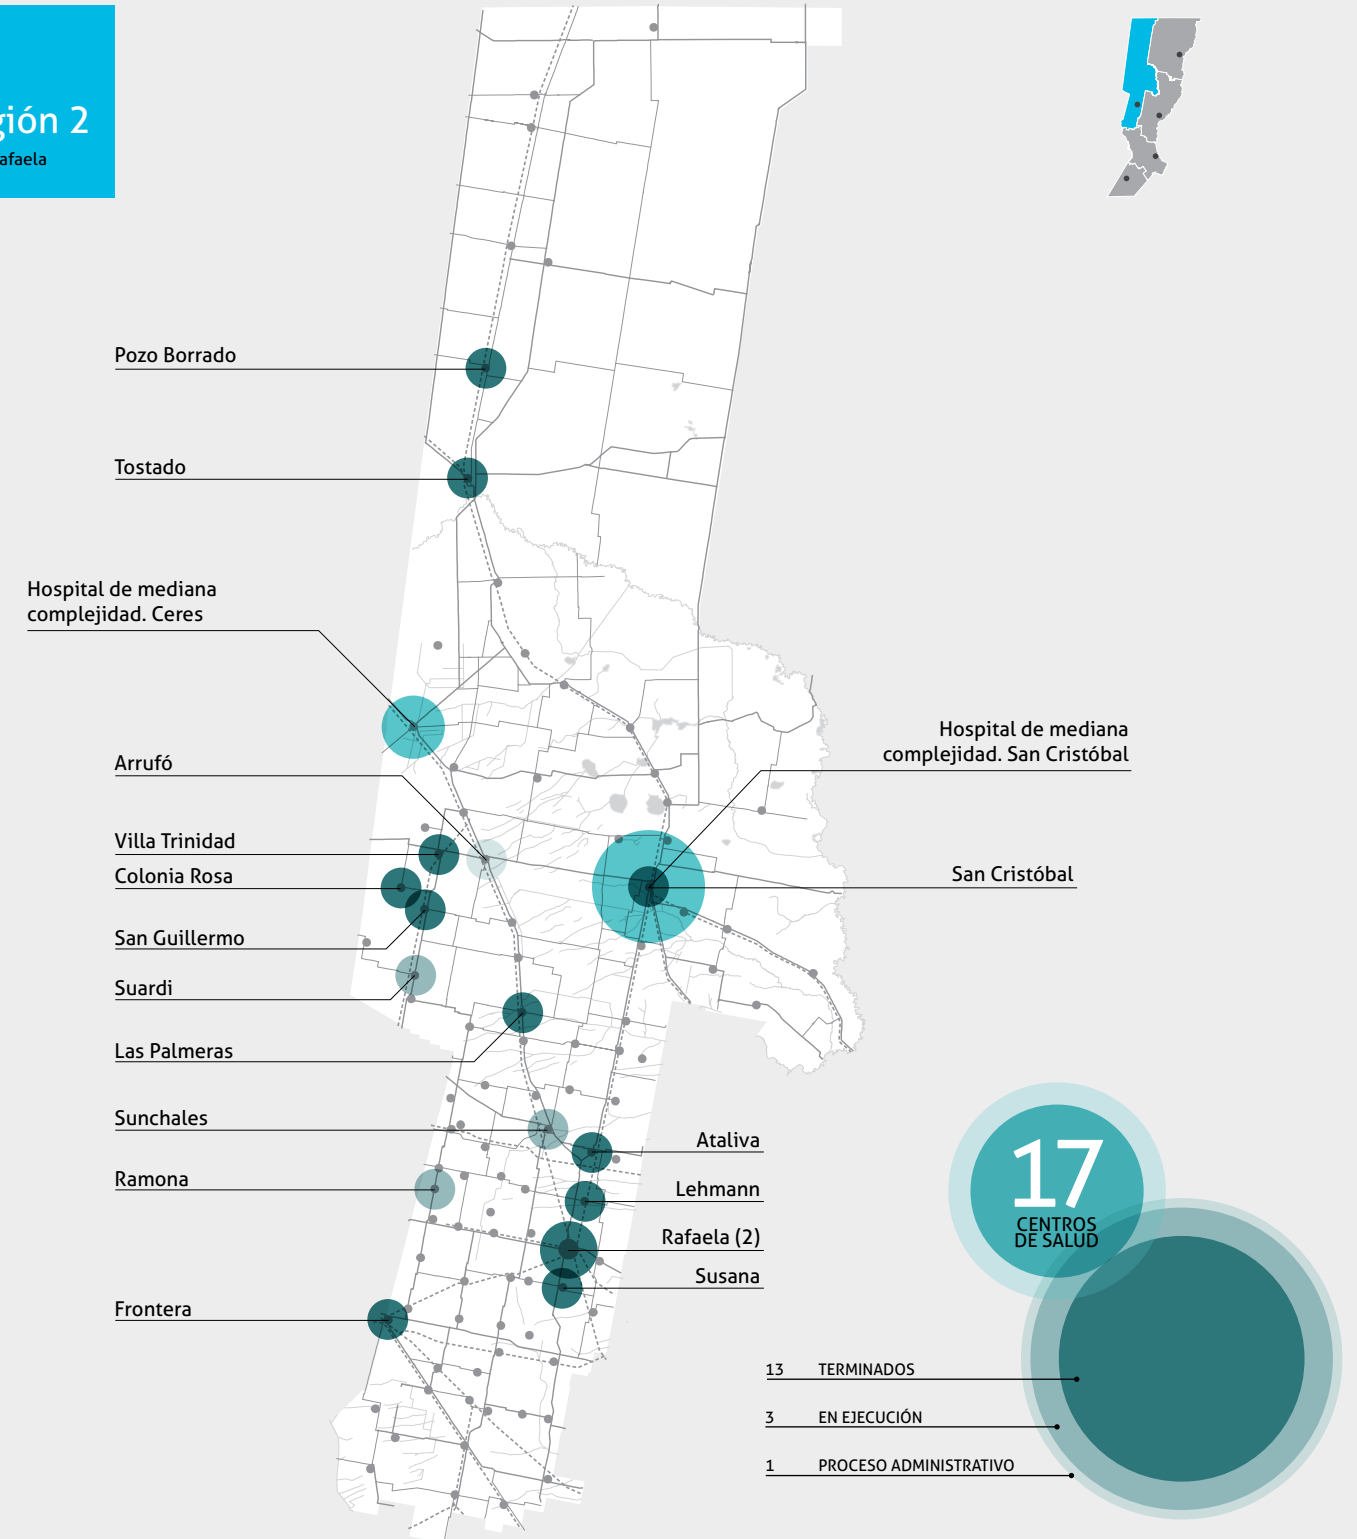 gión 2
afaela
Pozo Borrado
Tostado
Hospital de mediana
complejidad. Ceres
Arrufó
Villa Trinidad
Colonia Rosa
San Guillermo
Suardi
Las Palmeras
Sunchales
Ramona
Frontera
Hospital de mediana
complejidad. San Cristóbal
San Cristóbal
Ataliva
Lehmann
Rafaela (2)
Susana
17
CENTROS
DE SALUD
13 TERMINADOS
3 EN EJECUCIÓN
1 PROCESO ADMINISTRATIVO